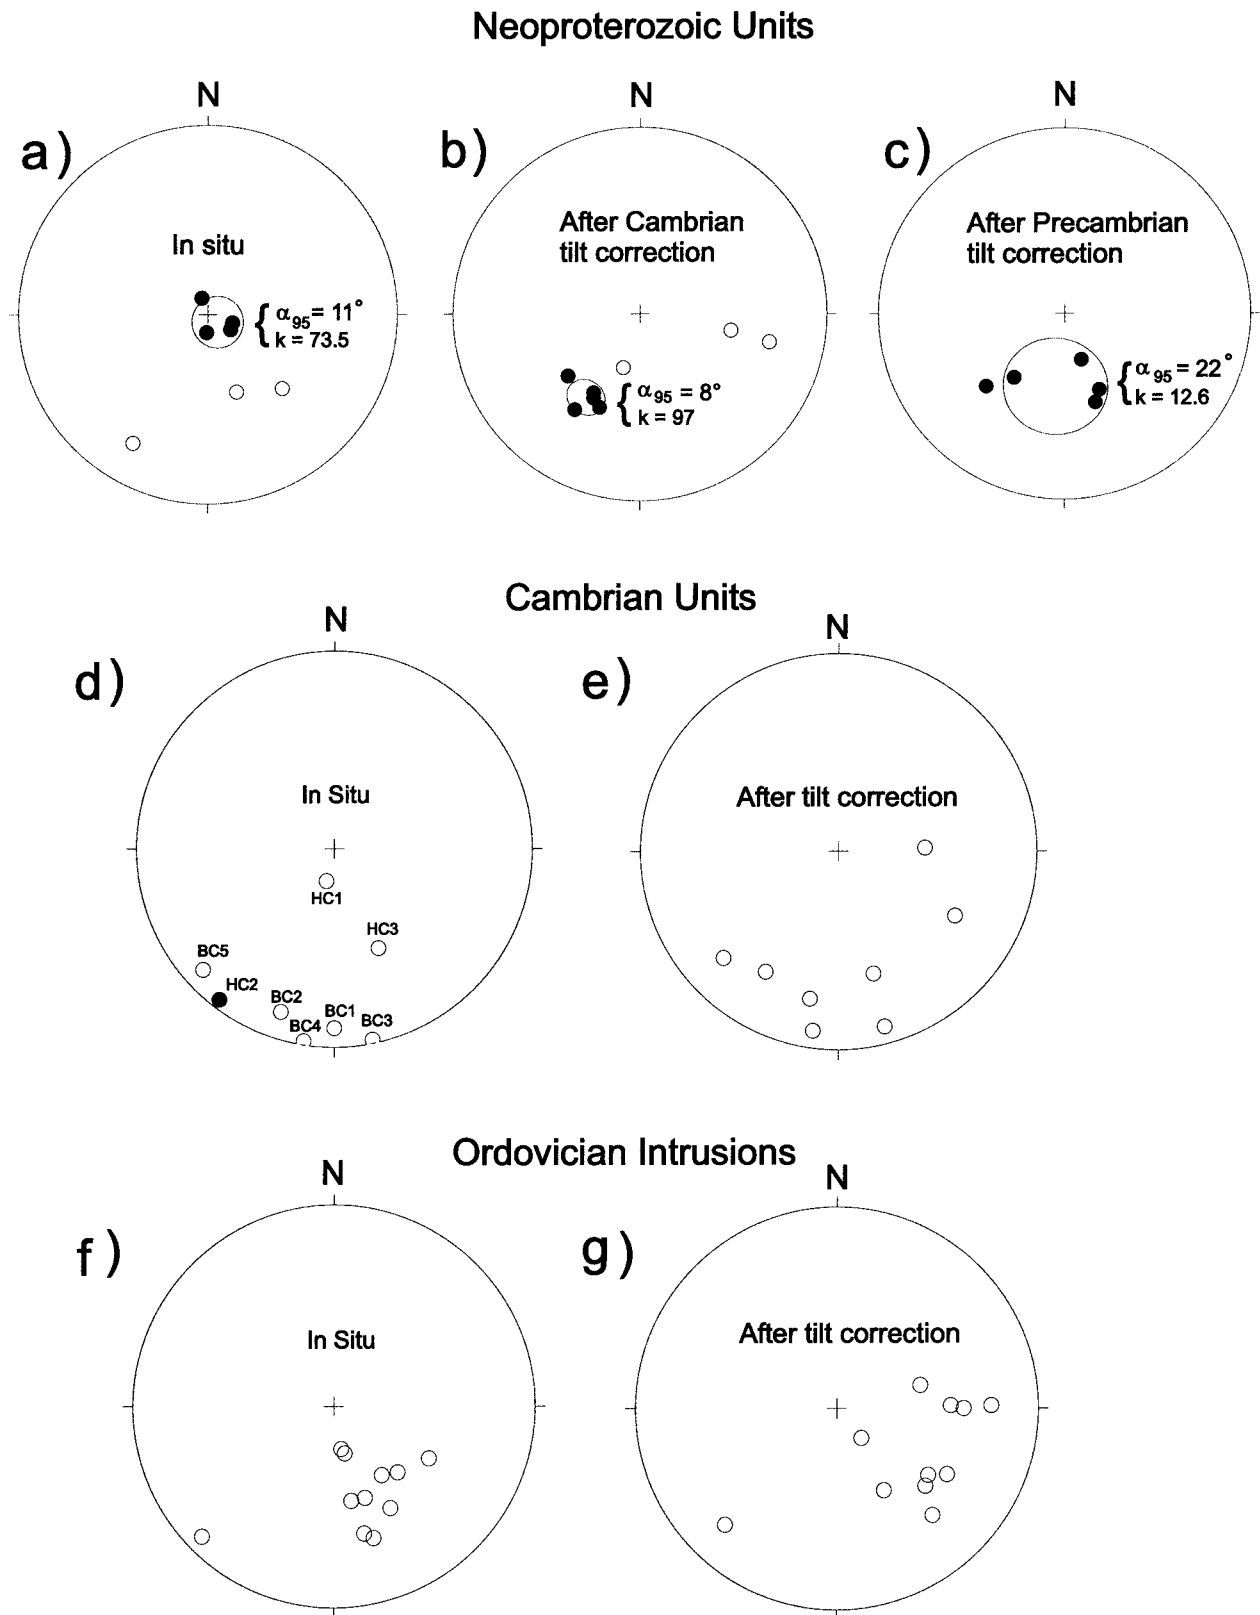 Neoproterozoic Units
N
N
N
a)
b)
c)
In situ
After Cambrian
tilt correction
After Precambrian
tilt correction
α95 = 11°
k = 73.5
α95 = 8°
k = 97
α95 = 22°
k = 12.6
Cambrian Units
N
N
d)
e)
In Situ
After tilt correction
HC1
HC3
BC5
HC2
BC2
BC4
BC1
BC3
Ordovician Intrusions
N
N
f)
g)
In Situ
After tilt correction